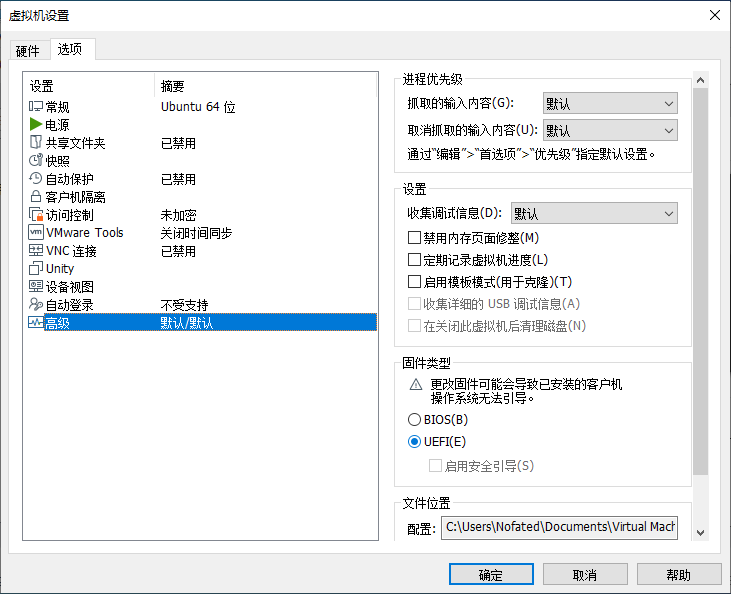 虚拟机设置
硬件 选项
设置 摘要
常规 Ubuntu 64 位
电源
共享文件夹 已禁用
快照
自动保护 已禁用
客户机隔离
访问控制 未加密
vm VMware Tools 关闭时间同步
VNC 连接 已禁用
Unity
设备视图
自动登录 不受支持
高级 默认/默认
进程优先级
抓取的输入内容(G): 默认
取消抓取的输入内容(U): 默认
通过“编辑”>“首选项”>“优先级”指定默认设置。
设置
收集调试信息(D): 默认
禁用内存页面修整(M)
定期记录虚拟机进度(L)
启用模板模式(用于克隆)(T)
收集详细的 USB 调试信息(A)
在关闭此虚拟机后清理磁盘(N)
固件类型
更改固件可能会导致已安装的客户机
操作系统无法引导。
BIOS(B)
UEFI(E)
启用安全引导(S)
文件位置
配置: C:\Users\Nofated\Documents\Virtual Mach
确定 取消 帮助